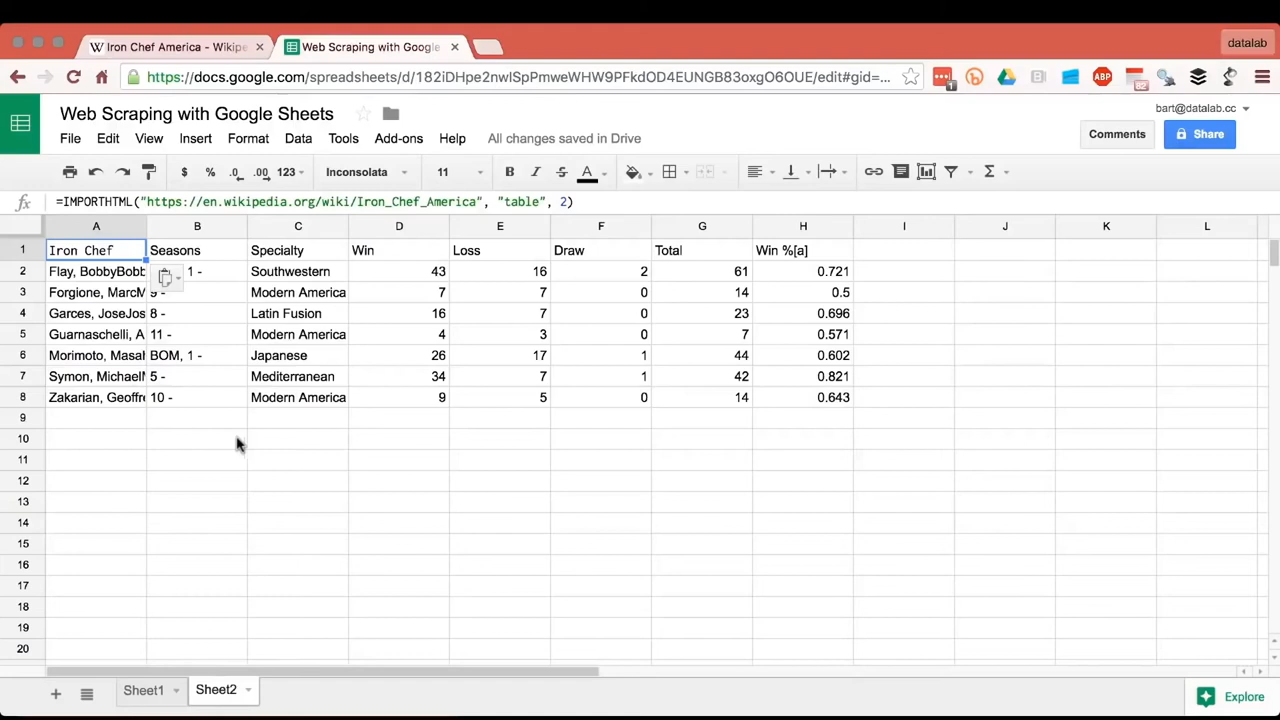 Iron Chef America - Wikipe
Web Scraping with Google
datalab
https://docs.google.com/spreadsheets/d/182iDHpe2nwlSpPmweWHW9PFkdOD4EUNGB83oxgO6OUE/edit#gid=...
Web Scraping with Google Sheets
bart@datalab.cc
File Edit View Insert Format Data Tools Add-ons Help All changes saved in Drive
Comments
Share
$ % .0 .00 123 Inconsolata 11 B I A
=IMPORTHTML("https://en.wikipedia.org/wiki/Iron_Chef_America", "table", 2)
A B C D E F G H I J K L
1 Iron Chef Seasons Specialty Win Loss Draw Total Win %[a]
2 Flay, BobbyBobb 1 - Southwestern 43 16 2 61 0.721
3 Forgione, MarcM 9 - Modern America 7 7 0 14 0.5
4 Garces, JoseJos 8 - Latin Fusion 16 7 0 23 0.696
5 Guarnaschelli, A 11 - Modern America 4 3 0 7 0.571
6 Morimoto, Masah BOM, 1 - Japanese 26 17 1 44 0.602
7 Symon, Michael 5 - Mediterranean 34 7 1 42 0.821
8 Zakarian, Geoffre 10 - Modern America 9 5 0 14 0.643
9
10
11
12
13
14
15
16
17
18
19
20
Sheet1
Sheet2
Explore